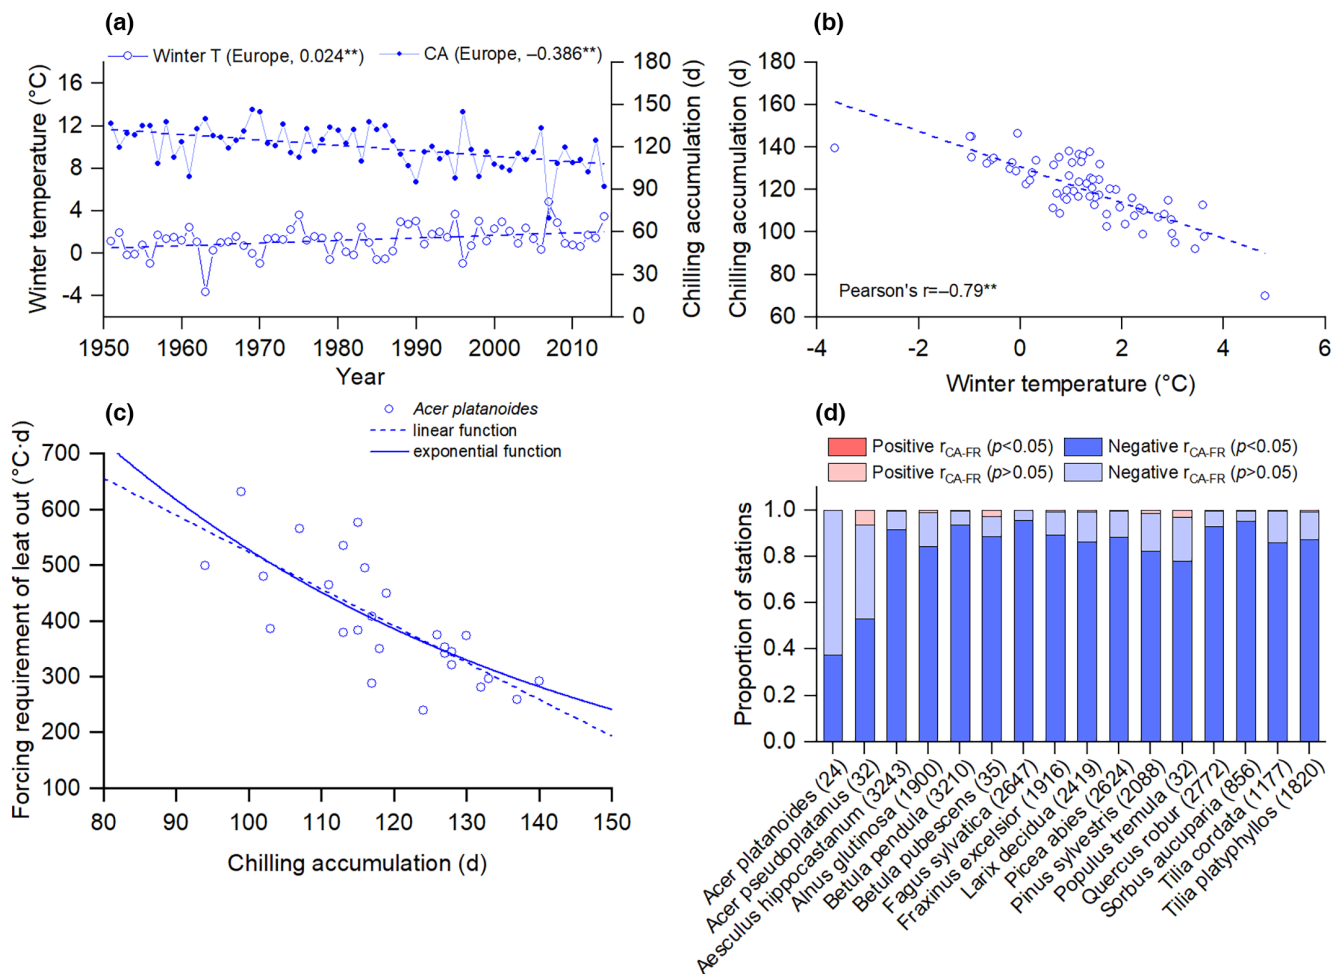 (a)
Winter T (Europe, 0.024**)
CA (Europe, –0.386**)
Winter temperature (°C)
16
12
8
4
0
-4
180
150
120
90
60
30
0
Chilling accumulation (d)
1950 1960 1970 1980 1990 2000 2010
Year
(b)
Chilling accumulation (d)
180
160
140
120
100
80
60
Pearson's r=–0.79**
-4 -2 0 2 4 6
Winter temperature (°C)
(c)
Acer platanoides
linear function
exponential function
Forcing requirement of leat out (°C·d)
700
600
500
400
300
200
100
80 90 100 110 120 130 140 150
Chilling accumulation (d)
(d)
Positive rCA-FR (p<0.05)
Negative rCA-FR (p<0.05)
Positive rCA-FR (p>0.05)
Negative rCA-FR (p>0.05)
Proportion of stations
1.0
0.8
0.6
0.4
0.2
0.0
Acer platanoides (24)
Acer pseudoplatanus (32)
Aesculus hippocastanum (3243)
Alnus glutinosa (1900)
Betula pendula (3210)
Betula pubescens (35)
Fagus sylvatica (2647)
Fraxinus excelsior (1916)
Larix decidua (2419)
Picea abies (2624)
Pinus sylvestris (2088)
Populus tremula (32)
Quercus robur (2772)
Sorbus aucuparia (856)
Tilia cordata (1177)
Tilia platyphyllos (1820)